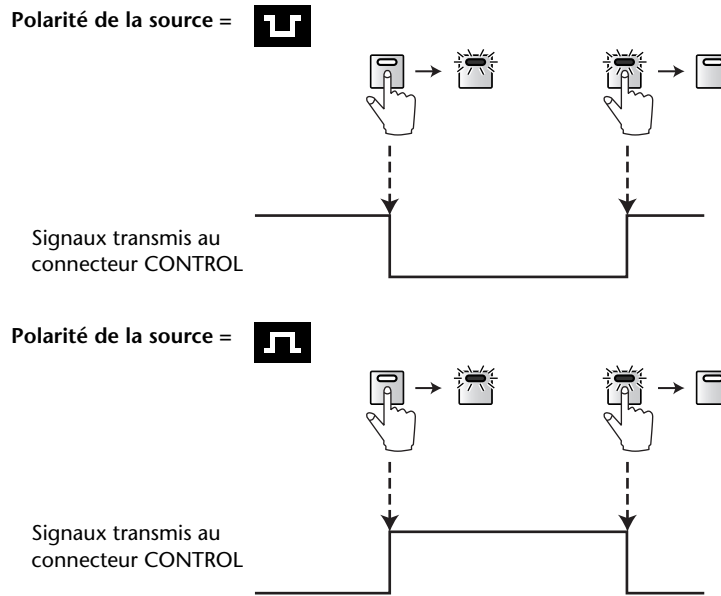 Polarité de la source =
Signaux transmis au
connecteur CONTROL
Polarité de la source =
Signaux transmis au
connecteur CONTROL